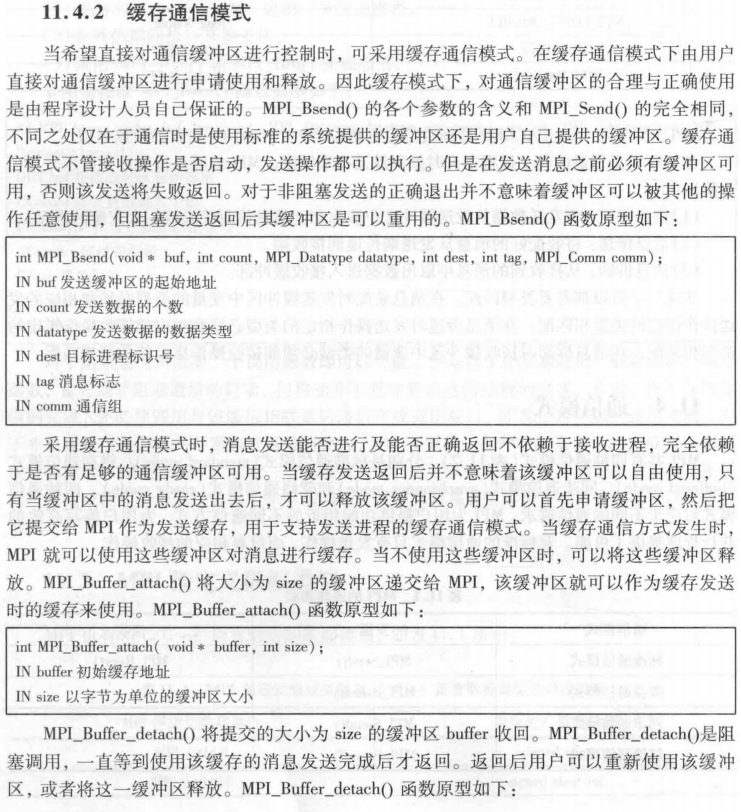 11.4.2 缓存通信模式
当希望直接对通信缓冲区进行控制时，可采用缓存通信模式。在缓存通信模式下由用户
直接对通信缓冲区进行申请使用和释放。因此缓存模式下，对通信缓冲区的合理与正确使用
是由程序设计人员自己保证的。MPI_Bsend() 的各个参数的含义和 MPI_Send() 的完全相同，
不同之处仅在于通信时是使用标准的系统提供的缓冲区还是用户自己提供的缓冲区。缓存通
信模式不管接收操作是否启动，发送操作都可以执行。但是在发送消息之前必须有缓冲区可
用，否则该发送将失败返回。对于非阻塞发送的正确退出并不意味着缓冲区可以被其他的操
作任意使用，但阻塞发送返回后其缓冲区是可以重用的。MPI_Bsend() 函数原型如下：
int MPI_Bsend( void * buf, int count, MPI_Datatype datatype, int dest, int tag, MPI_Comm comm) ;
IN buf 发送缓冲区的起始地址
IN count 发送数据的个数
IN datatype 发送数据的数据类型
IN dest 目标进程标识号
IN tag 消息标志
IN comm 通信组
采用缓存通信模式时，消息发送能否进行及能否正确返回不依赖于接收进程，完全依赖
于是否有足够的通信缓冲区可用。当缓存发送返回后并不意味着该缓冲区可以自由使用，只
有当缓冲区中的消息发送出去后，才可以释放该缓冲区。用户可以首先申请缓冲区，然后把
它提交给 MPI 作为发送缓存，用于支持发送进程的缓存通信模式。当缓存通信方式发生时，
MPI 就可以使用这些缓冲区对消息进行缓存。当不使用这些缓冲区时，可以将这些缓冲区释
放。MPI_Buffer_attach() 将大小为 size 的缓冲区递交给 MPI，该缓冲区就可以作为缓存发送
时的缓存来使用。MPI_Buffer_attach() 函数原型如下：
int MPI_Buffer_attach( void * buffer, int size) ;
IN buffer 初始缓存地址
IN size 以字节为单位的缓冲区大小
MPI_Buffer_detach() 将提交的大小为 size 的缓冲区 buffer 收回。MPI_Buffer_detach()是阻
塞调用，一直等到使用该缓存的消息发送完成后才返回。返回后用户可以重新使用该缓冲
区，或者将这一缓冲区释放。MPI_Buffer_detach() 函数原型如下：